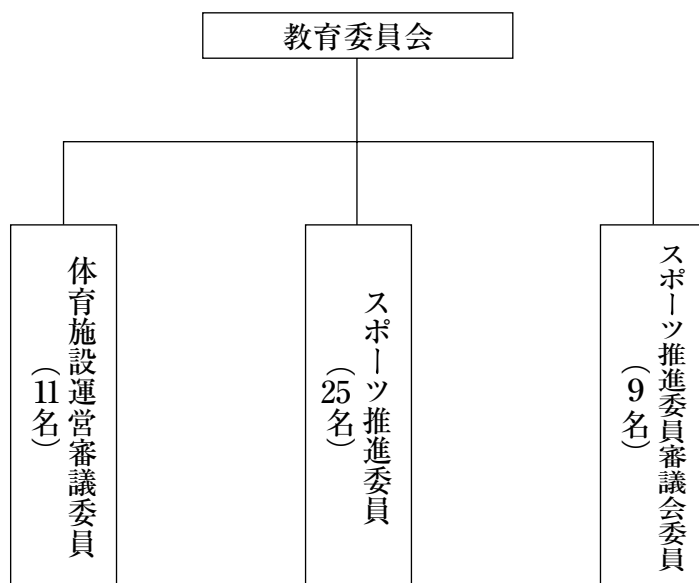 教育委員会
体育施設運営審議委員
（11名）
スポーツ推進委員
（25名）
スポーツ推進委員審議会委員
（9名）